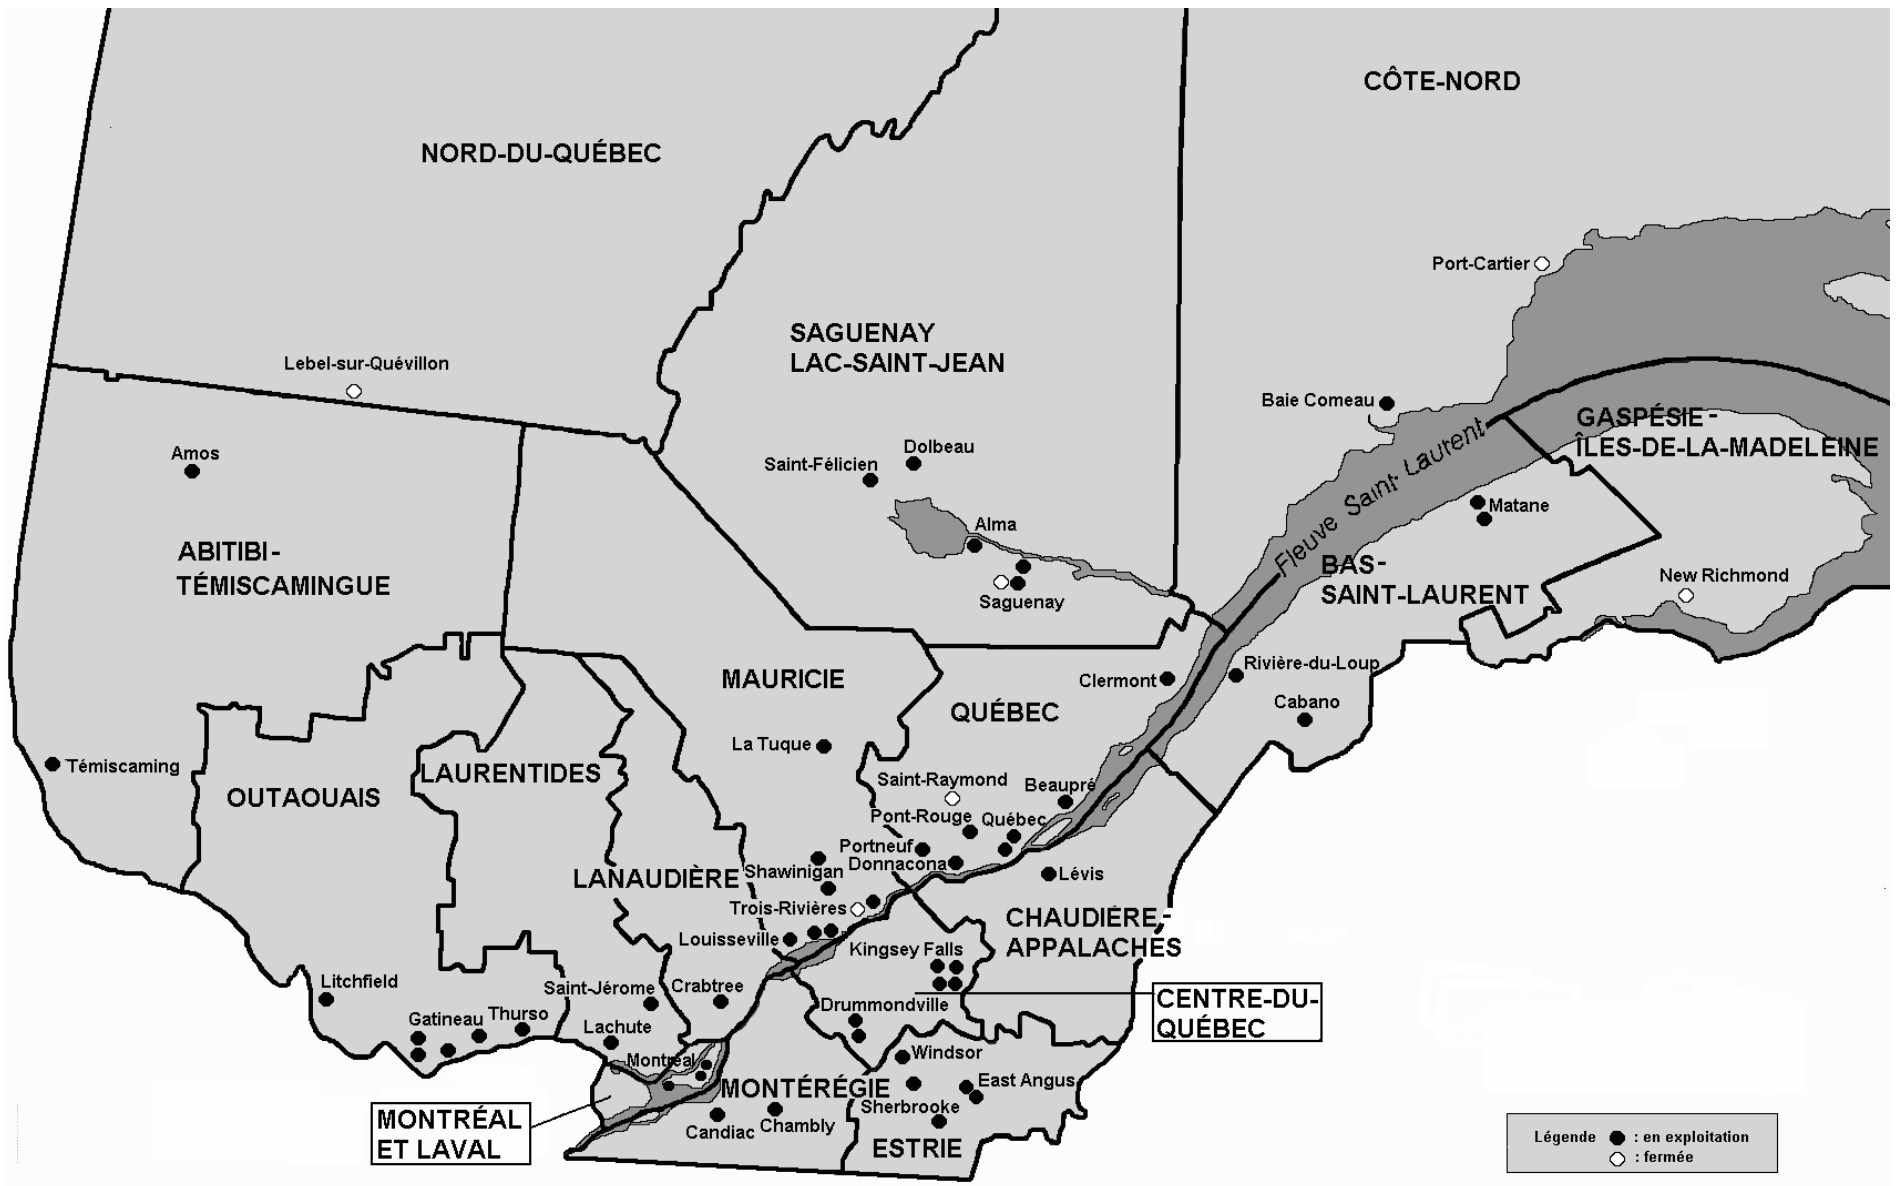 CÔTE-NORD
NORD-DU-QUÉBEC
Port-Cartier
SAGUENAY
LAC-SAINT-JEAN
Lebel-sur-Quévillon
Baie Comeau
GASPÉSIE-
ÎLES-DE-LA-MADELEINE
Fleuve Saint-Laurent
Amos
Dolbeau
Saint-Félicien
Matane
Alma
ABITIBI-
TÉMISCAMINGUE
BAS-
SAINT-LAURENT
New Richmond
Saguenay
Rivière-du-Loup
MAURICIE
Clermont
Cabano
QUÉBEC
La Tuque
Témiscaming
LAURENTIDES
OUTAOUAIS
Saint-Raymond
Beaupré
Pont-Rouge
Québec
Portneuf
Donnacona
Shawinigan
Lévis
LANAUDIÈRE
Trois-Rivières
CHAUDIÈRE-
APPALACHES
Louisseville
Kingsey Falls
Litchfield
Saint-Jérome
Crabtree
CENTRE-DU-
QUÉBEC
Gatineau
Thurso
Drummondville
Lachute
Windsor
Montréal
MONTÉRÉGIE
East Angus
Sherbrooke
MONTRÉAL
ET LAVAL
Candiac
Chambly
ESTRIE
Légende : en exploitation
: fermée